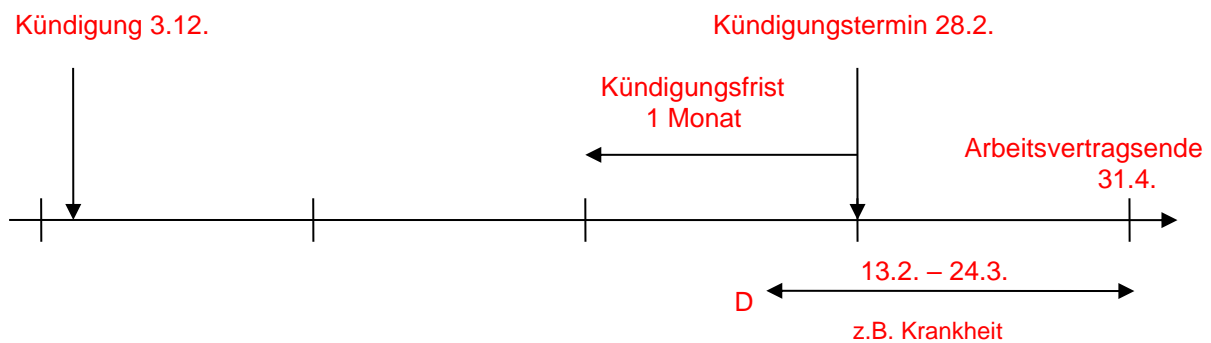 Kündigung 3.12.
Kündigungstermin 28.2.
Kündigungsfrist
1 Monat
Arbeitsvertragsende
31.4.
13.2. – 24.3.
D
z.B. Krankheit